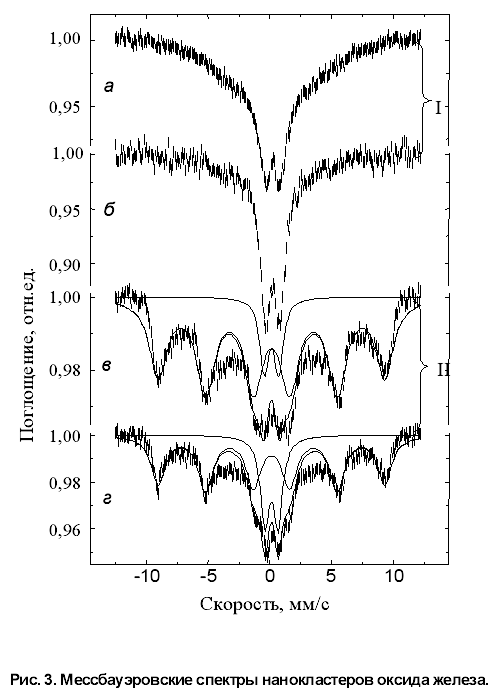 1,00
а
0,95
I
1,00
б
0,95
0,90
1,00
в
0,98
II
1,00
г
0,98
0,96
Поглощение, отн.ед.
-10 -5 0 5 10
Скорость, мм/с
Рис. 3. Мессбауэровские спектры нанокластеров оксида железа.